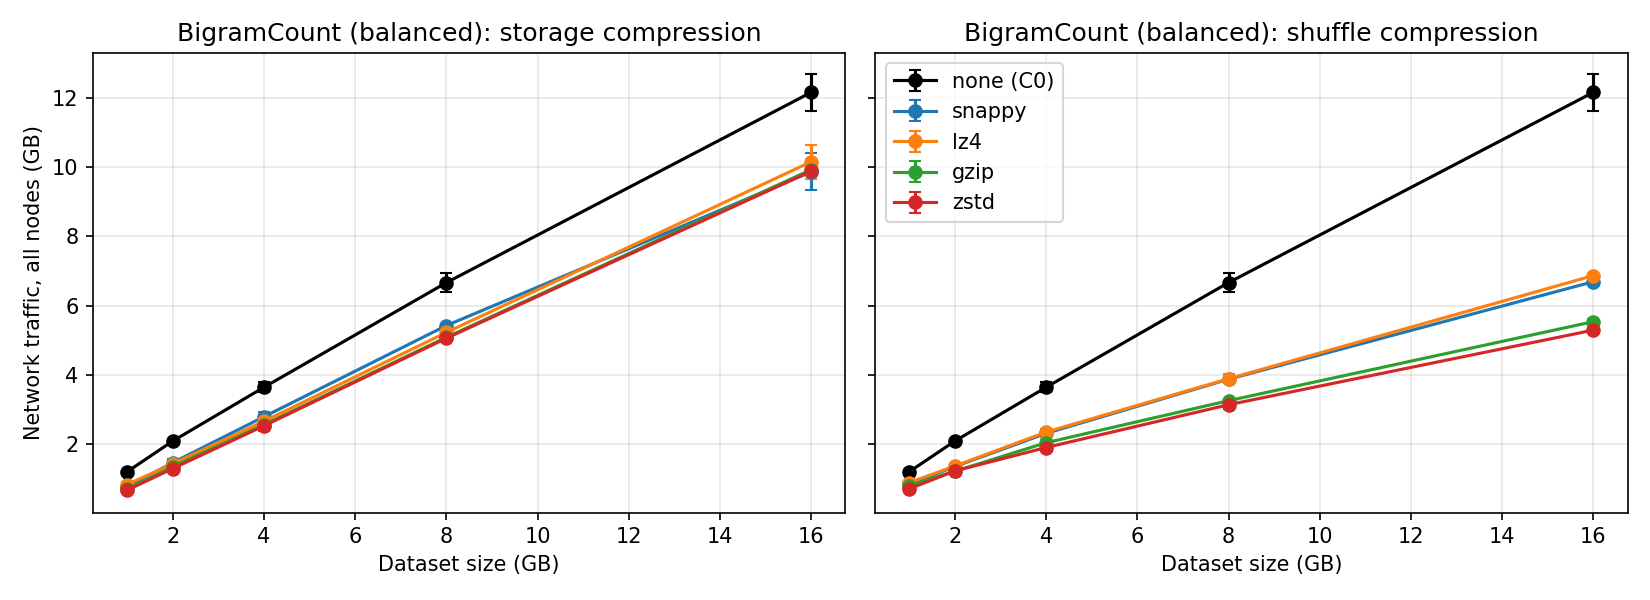 BigramCount (balanced): storage compression
Network traffic, all nodes (GB)
12
10
8
6
4
2
2 4 6 8 10 12 14 16
Dataset size (GB)
BigramCount (balanced): shuffle compression
none (C0)
snappy
lz4
gzip
zstd
2 4 6 8 10 12 14 16
Dataset size (GB)